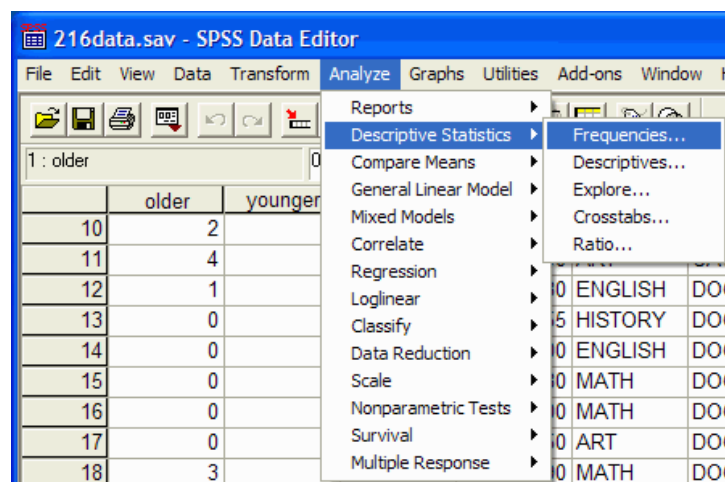 216data.sav - SPSS Data Editor
File Edit View Data Transform Analyze Graphs Utilities Add-ons Window
1 : older
older younger
10 2
11 4
12 1
13 0
14 0
15 0
16 0
17 0
18 3
Reports
Descriptive Statistics
Compare Means
General Linear Model
Mixed Models
Correlate
Regression
Loglinear
Classify
Data Reduction
Scale
Nonparametric Tests
Survival
Multiple Response
Frequencies...
Descriptives...
Explore...
Crosstabs...
Ratio...
ENGLISH
HISTORY
ENGLISH
MATH
MATH
ART
MATH